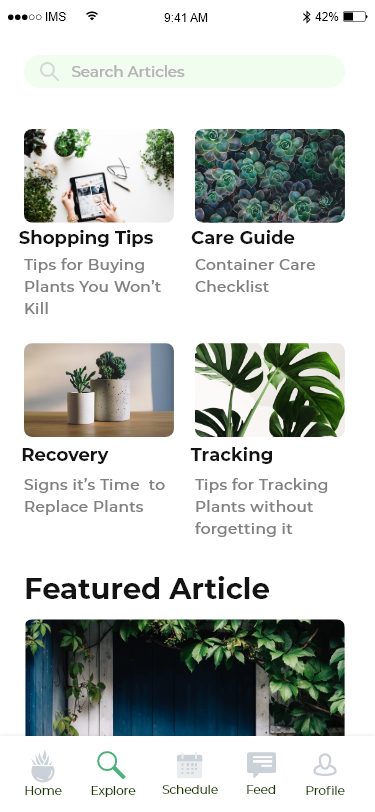 IMS 9:41 AM 42%
Search Articles
Shopping Tips
Tips for Buying
Plants You Won't
Kill
Care Guide
Container Care
Checklist
Recovery
Signs it's Time  to
Replace Plants
Tracking
Tips for Tracking
Plants without
forgetting it
Featured Article
Home Explore Schedule Feed Profile